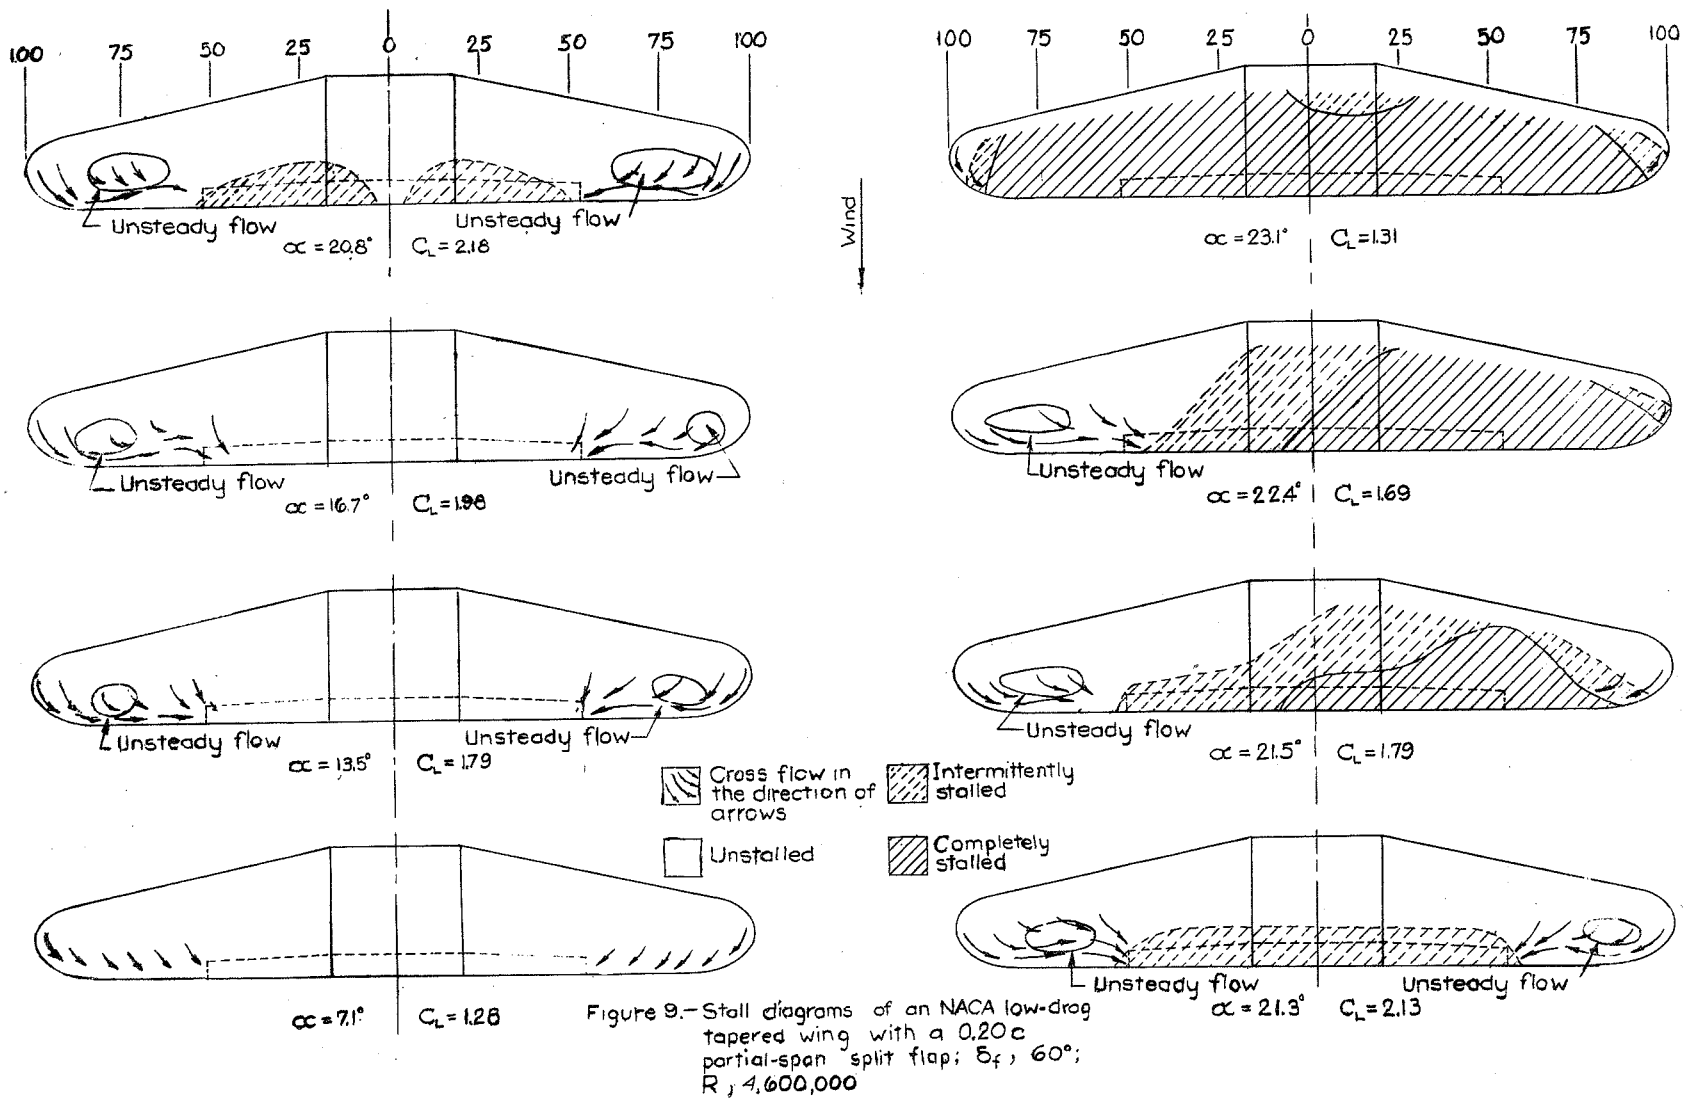 100 75 50 25 0 25 50 75 100
100 75 50 25 0 25 50 75 100
Unsteady flow
Unsteady flow
α = 20.8° C_L = 2.18
Wind
α = 23.1° C_L = 1.31
Unsteady flow
Unsteady flow
α = 16.7° C_L = 1.98
Unsteady flow
α = 22.4° C_L = 1.69
Unsteady flow
Unsteady flow
α = 13.5° C_L = 1.79
Unsteady flow
α = 21.5° C_L = 1.79
Cross flow in
the direction of
arrows
Intermittently
stalled
Unstalled
Completely
stalled
α = 7.1° C_L = 1.28
Unsteady flow
Unsteady flow
α = 21.3° C_L = 2.13
Figure 9.— Stall diagrams of an NACA low-drag
tapered wing with a 0.20c
partial-span split flap; δ_f, 60°;
R, 4,600,000